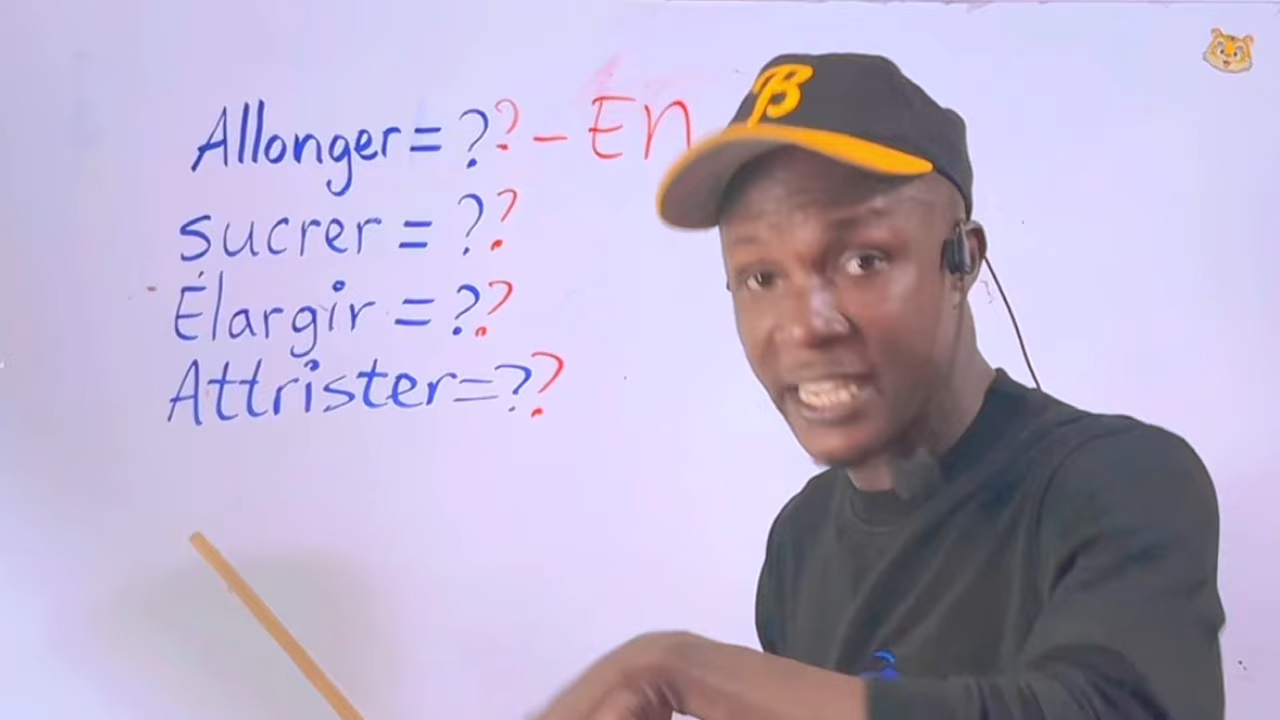 Allonger = ?? - En
sucrer = ??
Élargir = ??
Attrister = ??
B